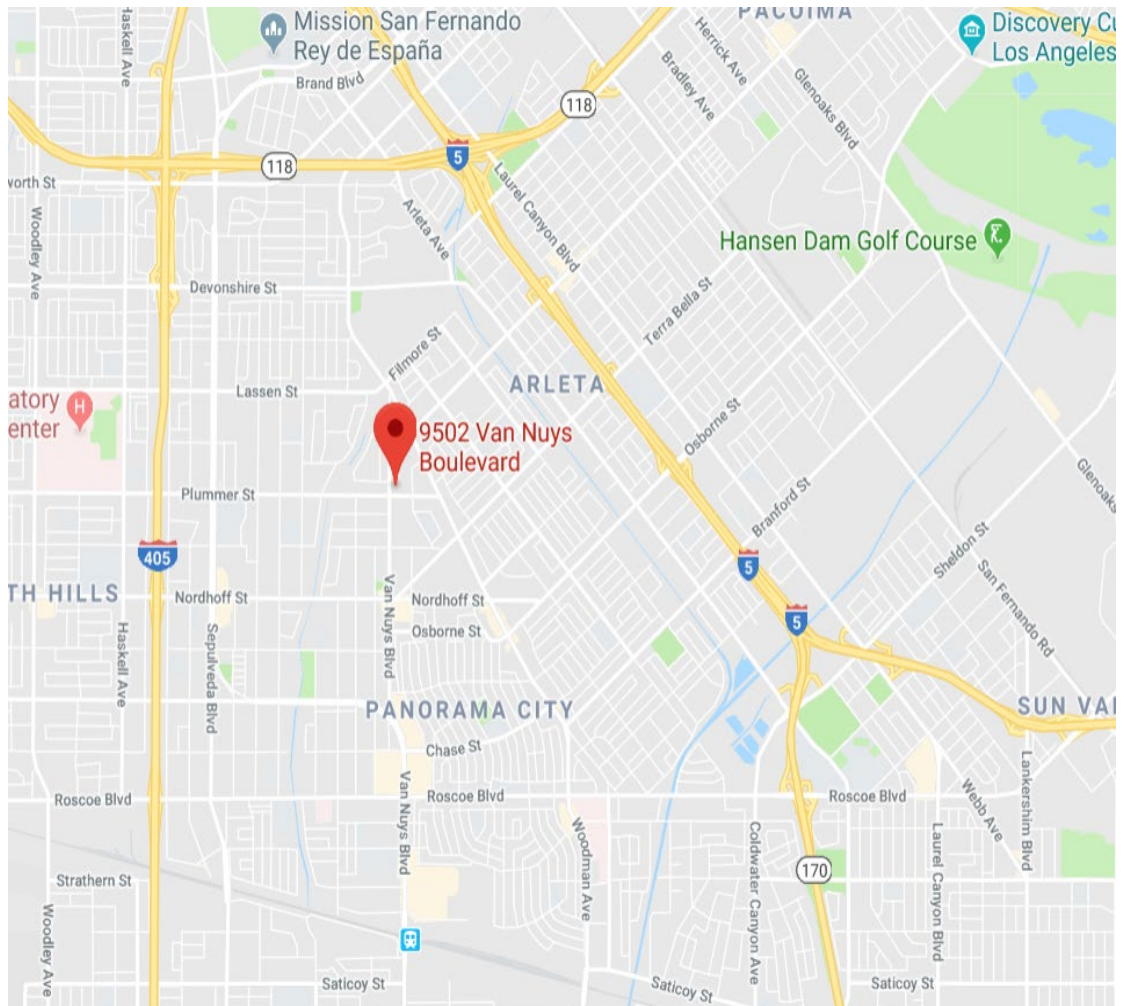 PACOIMA
Mission San Fernando
Rey de España
Discovery Cu
Los Angeles
Haskell Ave
Brand Blvd
Herrick Ave
Bradley Ave
Glenoaks Blvd
118
5
118
worth St
Laurel Canyon Blvd
Woodley Ave
Arleta Ave
Hansen Dam Golf Course
Devonshire St
Terra Bella St
Filmore St
Lassen St
ARLETA
atory
enter
H
9502 Van Nuys
Boulevard
Osborne St
Plummer St
Glenoaks
Branford St
405
5
Sheldon St
TH HILLS
Nordhoff St
Van Nuys Blvd
Nordhoff St
San Fernando Rd
5
Osborne St
Haskell Ave
Sepulveda Blvd
PANORAMA CITY
SUN VAL
Chase St
Roscoe Blvd
Van Nuys Blvd
Roscoe Blvd
Roscoe Blvd
Lankershim Blvd
Webb Ave
Woodman Ave
Coldwater Canyon Ave
Laurel Canyon Blvd
170
Strathern St
Woodley Ave
Saticoy St
Saticoy St
Saticoy St